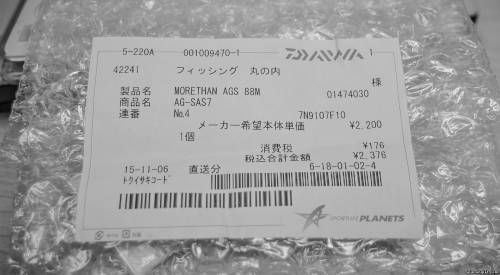 5-220A 001009470-1 DAIWA 1
42241 フィッシング 丸の内 様
製品名 MORETHAN AGS 88M 01474030
商品名 AG-SAS7
連番 No.4 7N9107F10
メーカー希望本体単価 ¥2,200
1個
消費税 ¥176
税込合計金額 ¥2,376
15-11-06 直送分 6-18-01-02-4
トクイサキコード
SPORTLIFE PLANETS